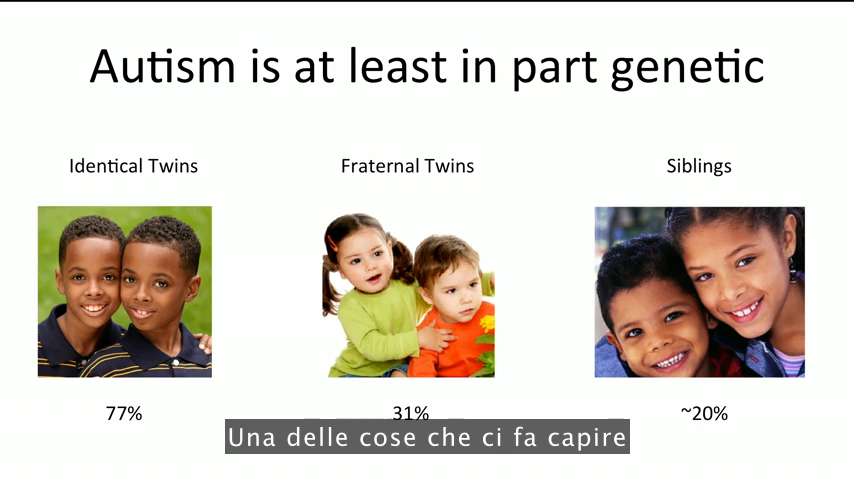 Autism is at least in part genetic
Identical Twins
Fraternal Twins
Siblings
77%
31%
~20%
Una delle cose che ci fa capire